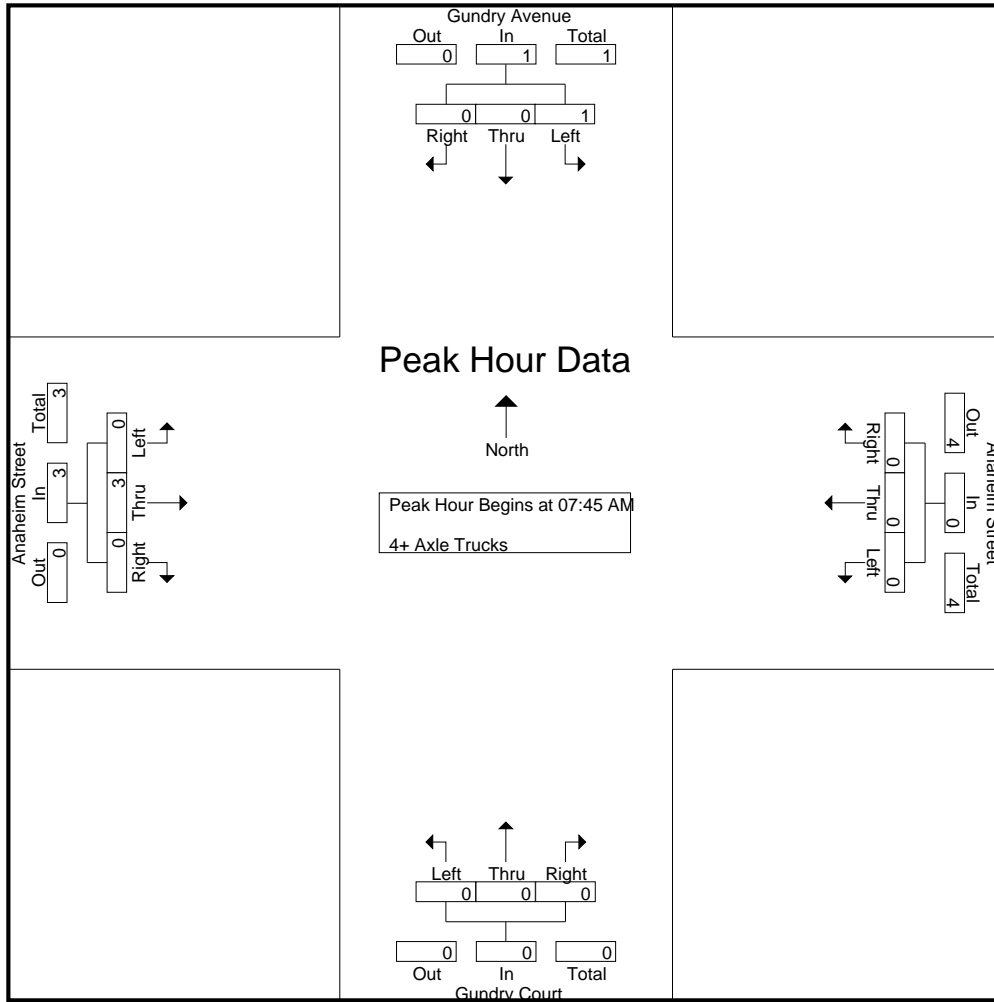 Gundry Avenue
Out In Total
0 1 1
0 0 1
Right Thru Left
Peak Hour Data
North
Peak Hour Begins at 07:45 AM
4+ Axle Trucks
Anaheim Street
Out In Total
0 3 3
Left Thru Right
0 3 0
Anaheim Street
Out In Total
4 0 4
Right Thru Left
0 0 0
Left Thru Right
0 0 0
0 0 0
Out In Total
Gundry Court